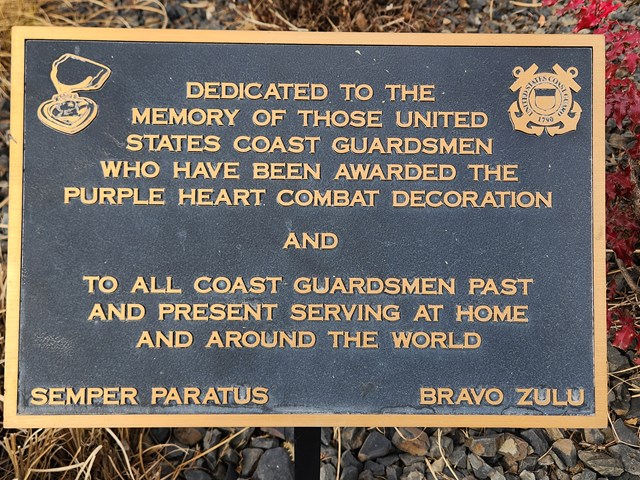 UNITED STATES COAST GUARD
1790
DEDICATED TO THE
MEMORY OF THOSE UNITED
STATES COAST GUARDSMEN
WHO HAVE BEEN AWARDED THE
PURPLE HEART COMBAT DECORATION
AND
TO ALL COAST GUARDSMEN PAST
AND PRESENT SERVING AT HOME
AND AROUND THE WORLD
SEMPER PARATUS
BRAVO ZULU